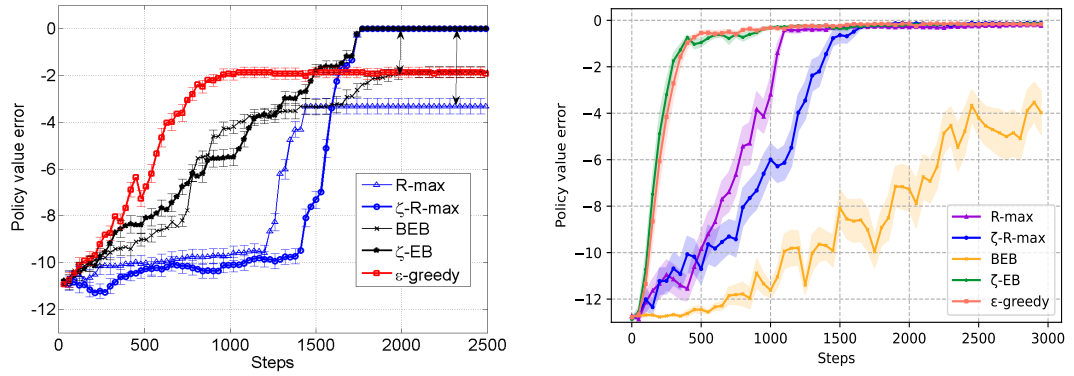 0
−2
−4
−6
−8
−10
−12
Policy value error
0
500
1000
1500
2000
2500
Steps
R-max
ζ-R-max
BEB
ζ-EB
ε-greedy
0
−2
−4
−6
−8
−10
−12
Policy value error
0
500
1000
1500
2000
2500
3000
Steps
R-max
ζ-R-max
BEB
ζ-EB
ε-greedy